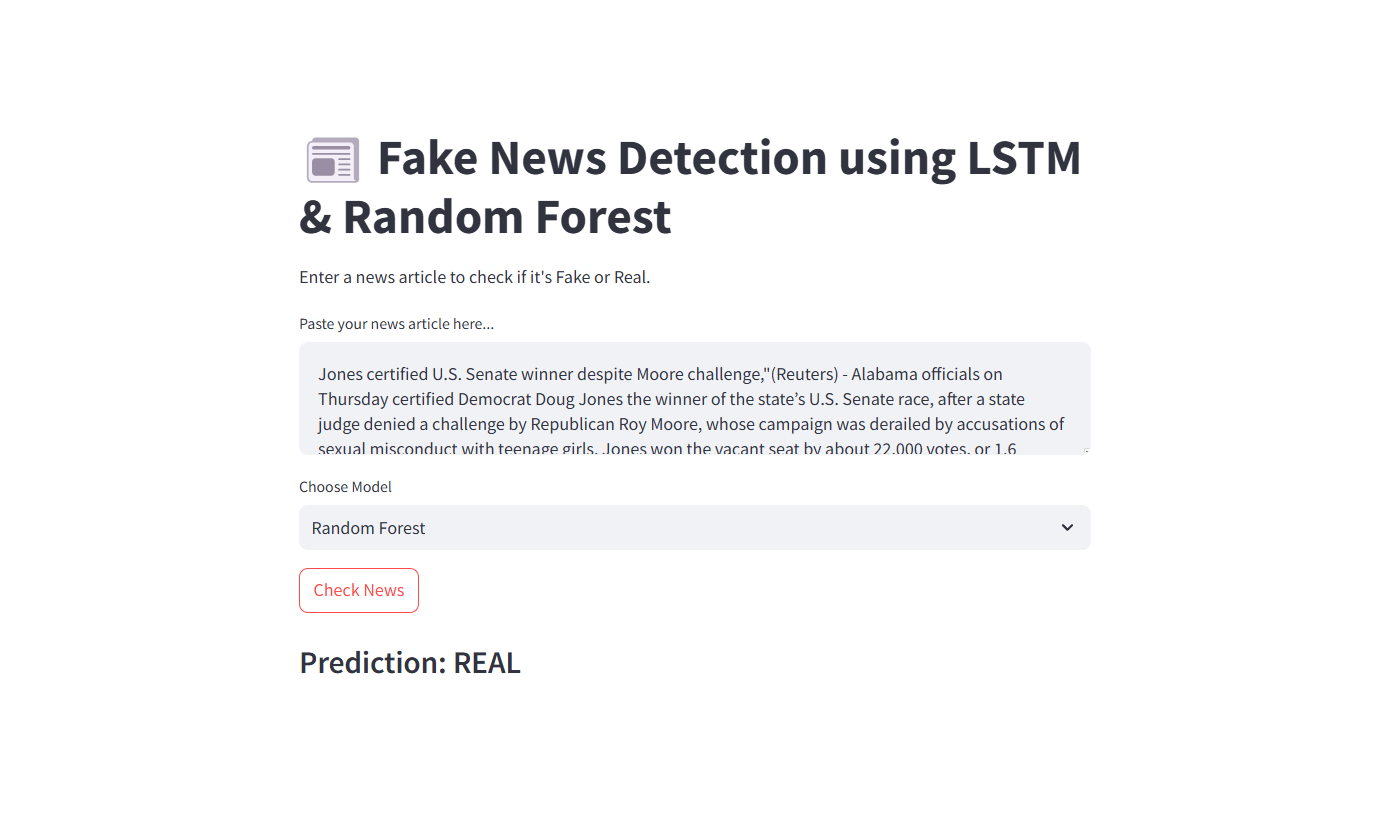 Fake News Detection using LSTM
& Random Forest
Enter a news article to check if it's Fake or Real.
Paste your news article here...
Jones certified U.S. Senate winner despite Moore challenge,"(Reuters) - Alabama officials on
Thursday certified Democrat Doug Jones the winner of the state’s U.S. Senate race, after a state
judge denied a challenge by Republican Roy Moore, whose campaign was derailed by accusations of
sexual misconduct with teenage girls. Jones won the vacant seat by about 22,000 votes, or 1.6
Choose Model
Random Forest
Check News
Prediction: REAL